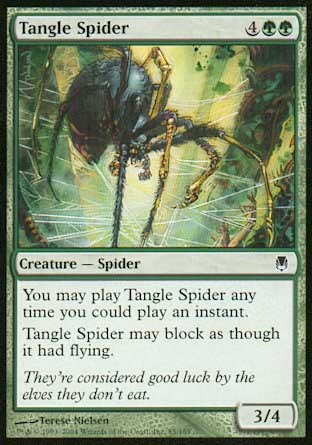 Tangle Spider 4
Creature — Spider
You may play Tangle Spider any
time you could play an instant.
Tangle Spider may block as though
it had flying.
They're considered good luck by the
elves they don't eat.
Terese Nielsen
3/4